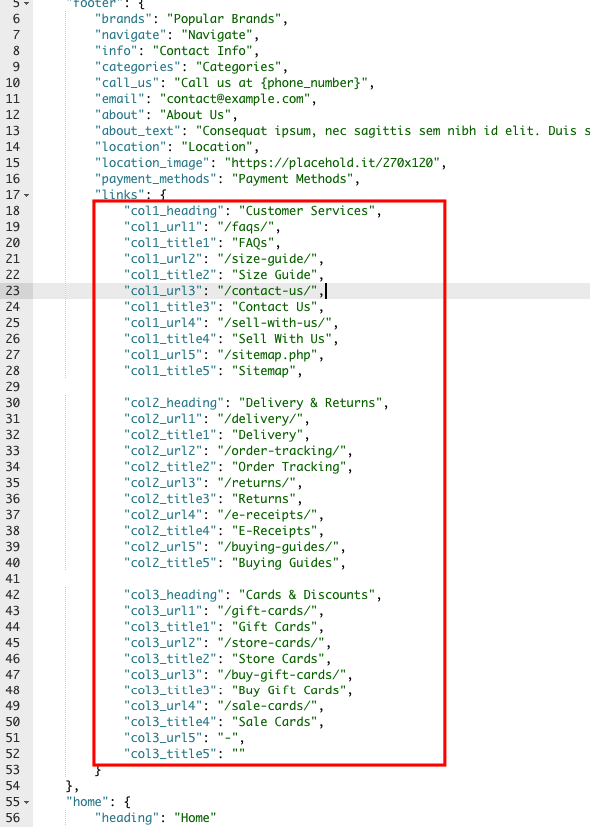 5 "footer": {
6 "brands": "Popular Brands",
7 "navigate": "Navigate",
8 "info": "Contact Info",
9 "categories": "Categories",
10 "call_us": "Call us at {phone_number}",
11 "email": "contact@example.com",
12 "about": "About Us",
13 "about_text": "Consequat ipsum, nec sagittis sem nibh id elit. Duis s
14 "location": "Location",
15 "location_image": "https://placehold.it/270x120",
16 "payment_methods": "Payment Methods",
17 "links": {
18 "col1_heading": "Customer Services",
19 "col1_url1": "/faqs/",
20 "col1_title1": "FAQs",
21 "col1_url2": "/size-guide/",
22 "col1_title2": "Size Guide",
23 "col1_url3": "/contact-us/",
24 "col1_title3": "Contact Us",
25 "col1_url4": "/sell-with-us/",
26 "col1_title4": "Sell With Us",
27 "col1_url5": "/sitemap.php",
28 "col1_title5": "Sitemap",
29
30 "col2_heading": "Delivery & Returns",
31 "col2_url1": "/delivery/",
32 "col2_title1": "Delivery",
33 "col2_url2": "/order-tracking/",
34 "col2_title2": "Order Tracking",
35 "col2_url3": "/returns/",
36 "col2_title3": "Returns",
37 "col2_url4": "/e-receipts/",
38 "col2_title4": "E-Receipts",
39 "col2_url5": "/buying-guides/",
40 "col2_title5": "Buying Guides",
41
42 "col3_heading": "Cards & Discounts",
43 "col3_url1": "/gift-cards/",
44 "col3_title1": "Gift Cards",
45 "col3_url2": "/store-cards/",
46 "col3_title2": "Store Cards",
47 "col3_url3": "/buy-gift-cards/",
48 "col3_title3": "Buy Gift Cards",
49 "col3_url4": "/sale-cards/",
50 "col3_title4": "Sale Cards",
51 "col3_url5": "-",
52 "col3_title5": ""
53 }
54 },
55 "home": {
56 "heading": "Home"